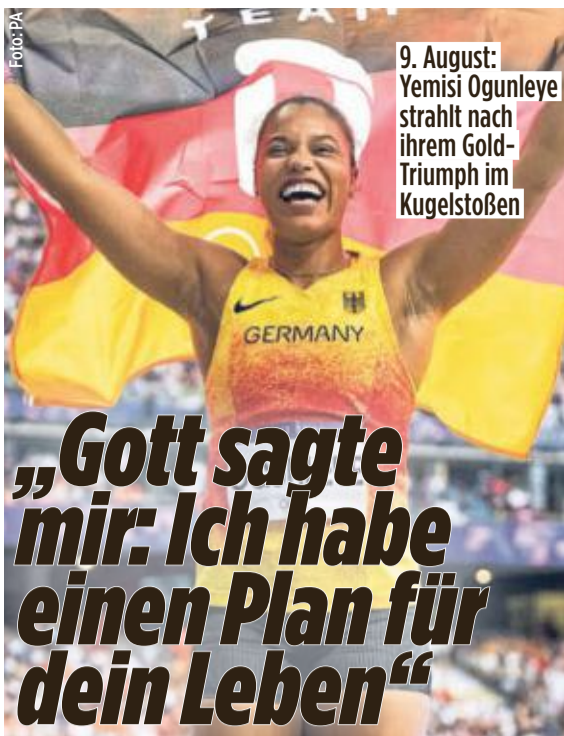 Foto: PA
TEAM
9. August:
Yemisi Ogunleye
strahlt nach
ihrem Gold-
Triumph im
Kugelstoßen
GERMANY
„Gott sagte
mir: Ich habe
einen Plan für
dein Leben“